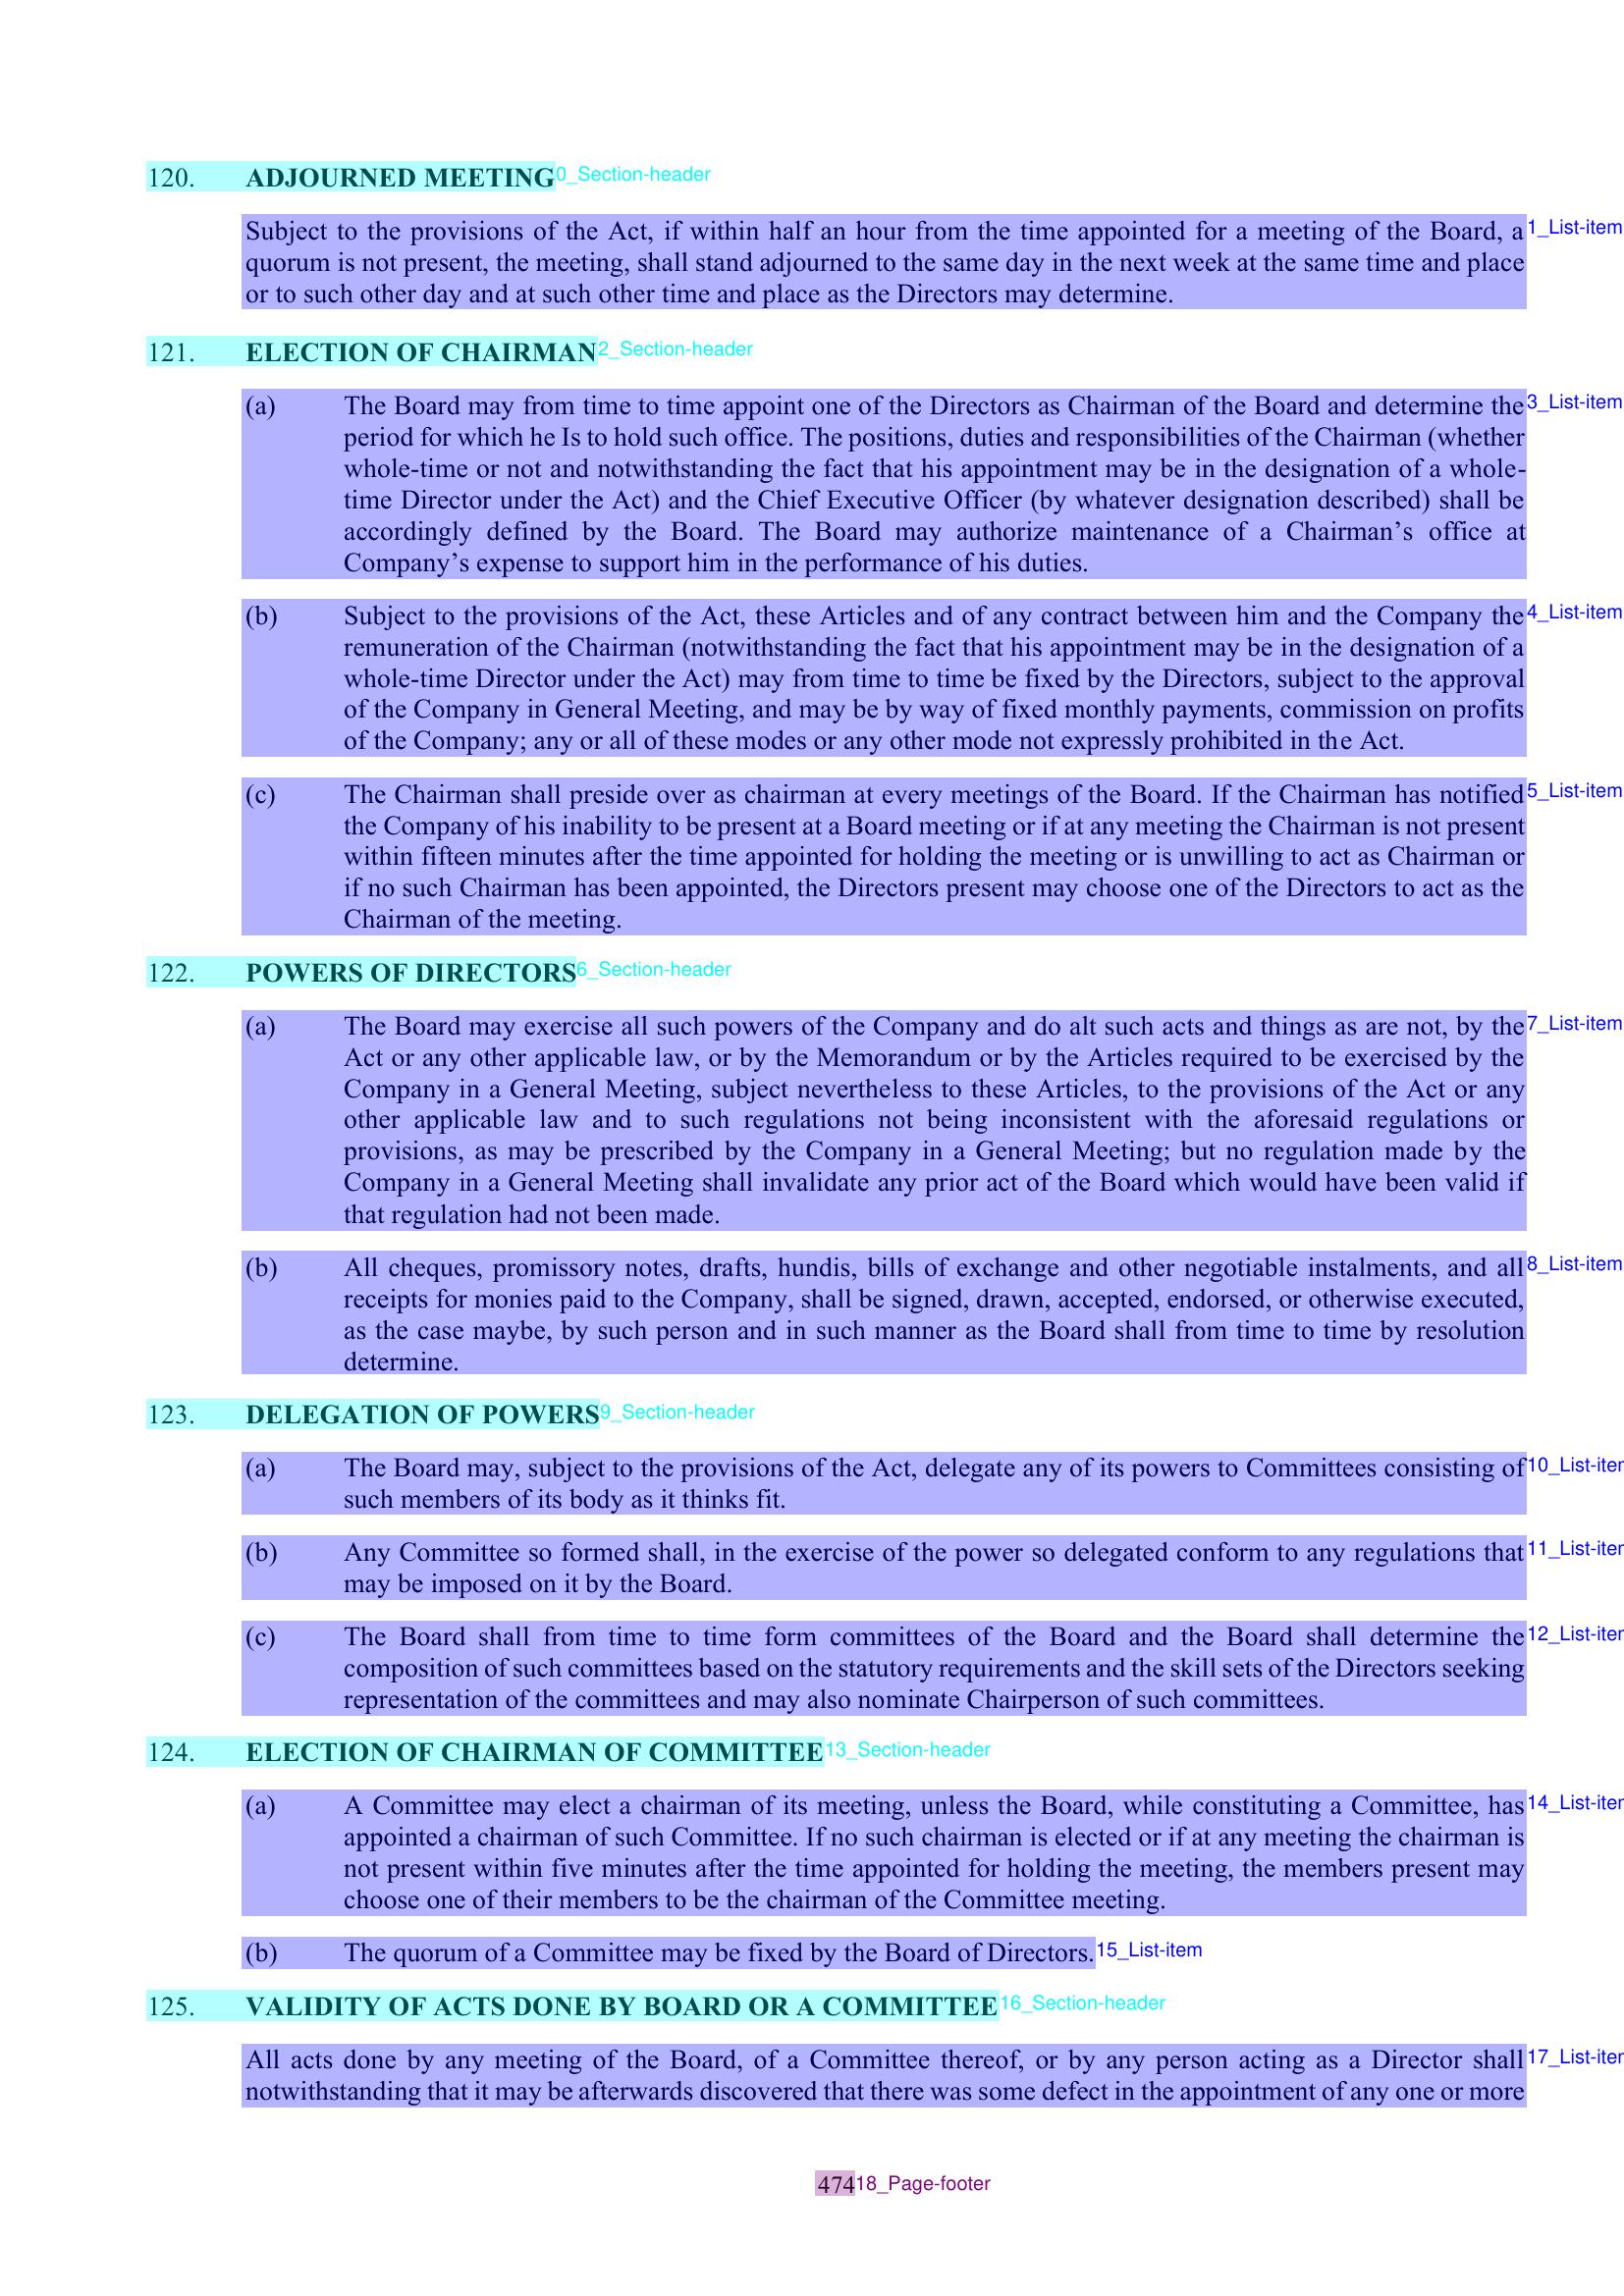 120. ADJOURNED MEETING 0_Section-header
Subject to the provisions of the Act, if within half an hour from the time appointed for a meeting of the Board, a 1_List-item
quorum is not present, the meeting, shall stand adjourned to the same day in the next week at the same time and place
or to such other day and at such other time and place as the Directors may determine.
121. ELECTION OF CHAIRMAN 2_Section-header
(a) The Board may from time to time appoint one of the Directors as Chairman of the Board and determine the 3_List-item
period for which he Is to hold such office. The positions, duties and responsibilities of the Chairman (whether
whole-time or not and notwithstanding the fact that his appointment may be in the designation of a whole-
time Director under the Act) and the Chief Executive Officer (by whatever designation described) shall be
accordingly defined by the Board. The Board may authorize maintenance of a Chairman’s office at
Company’s expense to support him in the performance of his duties.
(b) Subject to the provisions of the Act, these Articles and of any contract between him and the Company the 4_List-item
remuneration of the Chairman (notwithstanding the fact that his appointment may be in the designation of a
whole-time Director under the Act) may from time to time be fixed by the Directors, subject to the approval
of the Company in General Meeting, and may be by way of fixed monthly payments, commission on profits
of the Company; any or all of these modes or any other mode not expressly prohibited in the Act.
(c) The Chairman shall preside over as chairman at every meetings of the Board. If the Chairman has notified 5_List-item
the Company of his inability to be present at a Board meeting or if at any meeting the Chairman is not present
within fifteen minutes after the time appointed for holding the meeting or is unwilling to act as Chairman or
if no such Chairman has been appointed, the Directors present may choose one of the Directors to act as the
Chairman of the meeting.
122. POWERS OF DIRECTORS 6_Section-header
(a) The Board may exercise all such powers of the Company and do alt such acts and things as are not, by the 7_List-item
Act or any other applicable law, or by the Memorandum or by the Articles required to be exercised by the
Company in a General Meeting, subject nevertheless to these Articles, to the provisions of the Act or any
other applicable law and to such regulations not being inconsistent with the aforesaid regulations or
provisions, as may be prescribed by the Company in a General Meeting; but no regulation made by the
Company in a General Meeting shall invalidate any prior act of the Board which would have been valid if
that regulation had not been made.
(b) All cheques, promissory notes, drafts, hundis, bills of exchange and other negotiable instalments, and all 8_List-item
receipts for monies paid to the Company, shall be signed, drawn, accepted, endorsed, or otherwise executed,
as the case maybe, by such person and in such manner as the Board shall from time to time by resolution
determine.
123. DELEGATION OF POWERS 9_Section-header
(a) The Board may, subject to the provisions of the Act, delegate any of its powers to Committees consisting of 10_List-iter
such members of its body as it thinks fit.
(b) Any Committee so formed shall, in the exercise of the power so delegated conform to any regulations that 11_List-iter
may be imposed on it by the Board.
(c) The Board shall from time to time form committees of the Board and the Board shall determine the 12_List-iter
composition of such committees based on the statutory requirements and the skill sets of the Directors seeking
representation of the committees and may also nominate Chairperson of such committees.
124. ELECTION OF CHAIRMAN OF COMMITTEE 13_Section-header
(a) A Committee may elect a chairman of its meeting, unless the Board, while constituting a Committee, has 14_List-iter
appointed a chairman of such Committee. If no such chairman is elected or if at any meeting the chairman is
not present within five minutes after the time appointed for holding the meeting, the members present may
choose one of their members to be the chairman of the Committee meeting.
(b) The quorum of a Committee may be fixed by the Board of Directors. 15_List-item
125. VALIDITY OF ACTS DONE BY BOARD OR A COMMITTEE 16_Section-header
All acts done by any meeting of the Board, of a Committee thereof, or by any person acting as a Director shall 17_List-iter
notwithstanding that it may be afterwards discovered that there was some defect in the appointment of any one or more
474 18_Page-footer